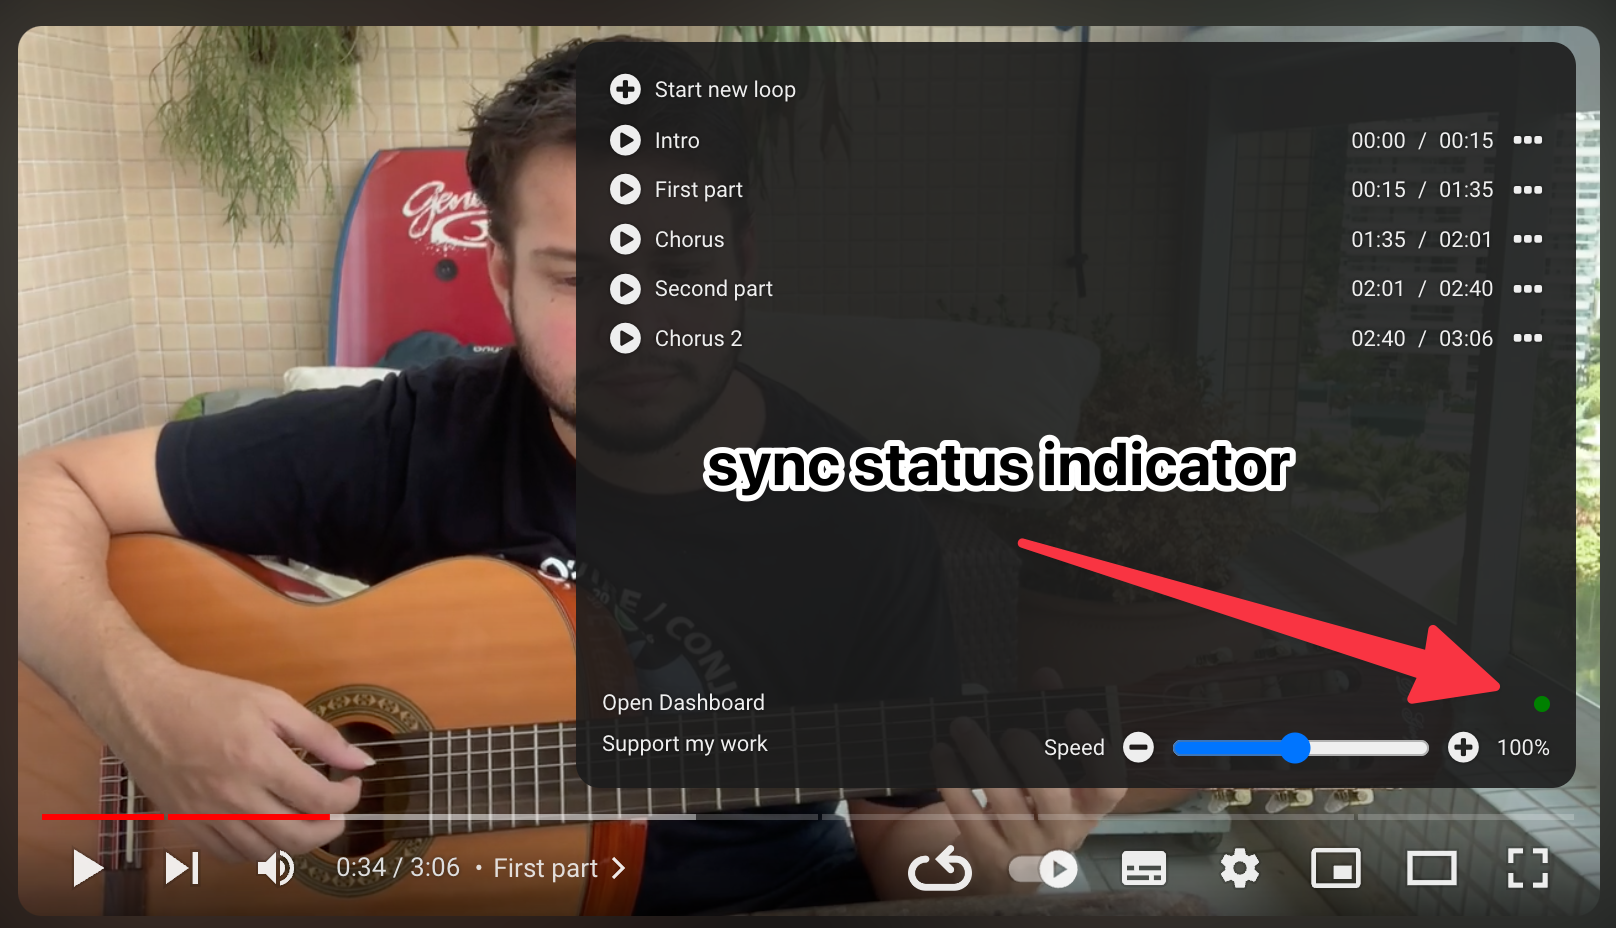 Start new loop
Intro 00:00 / 00:15
First part 00:15 / 01:35
Chorus 01:35 / 02:01
Second part 02:01 / 02:40
Chorus 2 02:40 / 03:06
sync status indicator
Open Dashboard
Support my work
Speed 100%
0:34 / 3:06 • First part